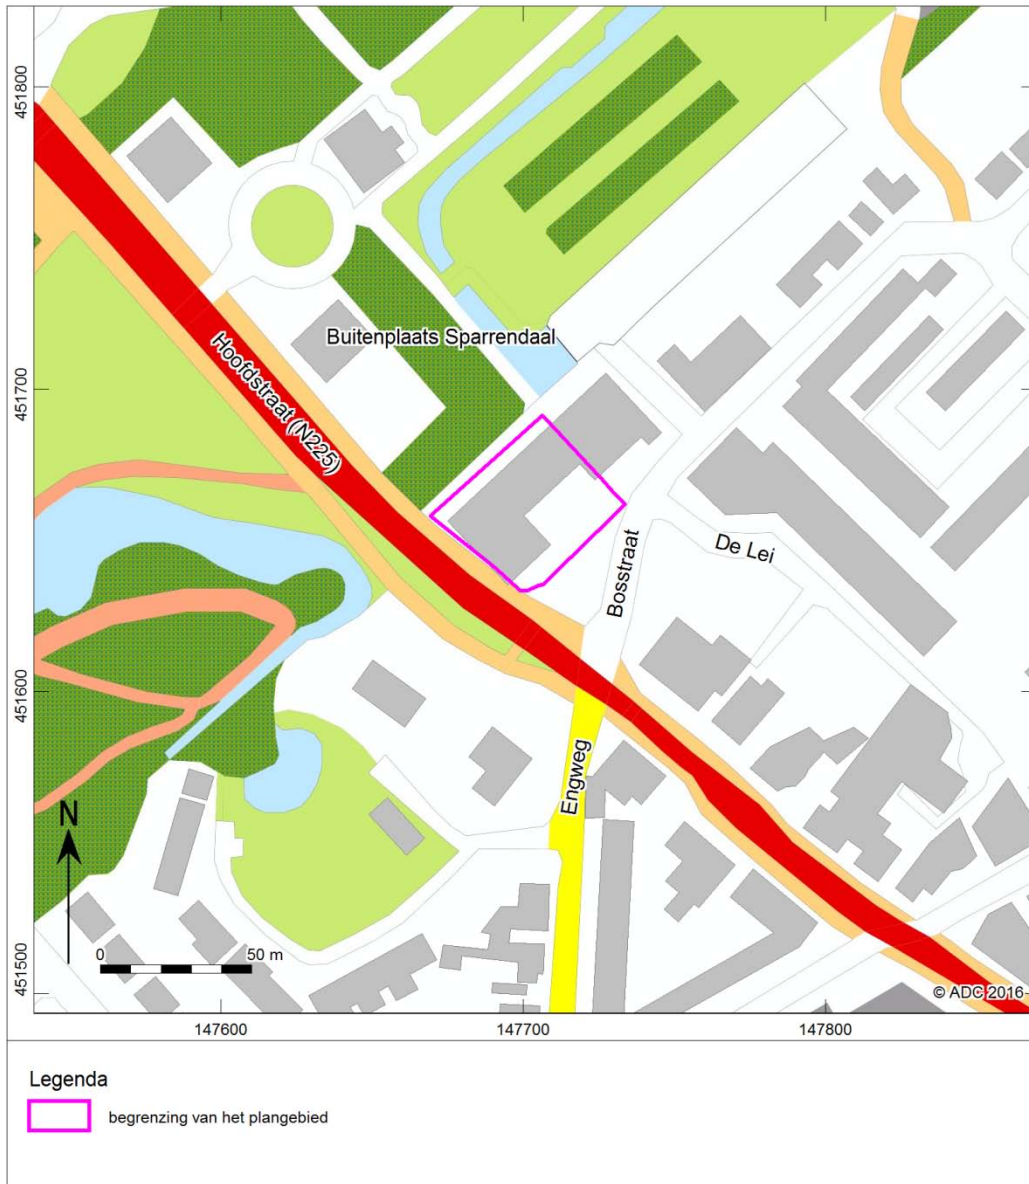 451800
451700
451600
451500
Buitenplaats Sparrendaal
Hoofdstraat (N225)
De Lei
Bosstraat
Engweg
N
0 50 m
© ADC 2016
147600 147700 147800
Legenda
begrenzing van het plangebied